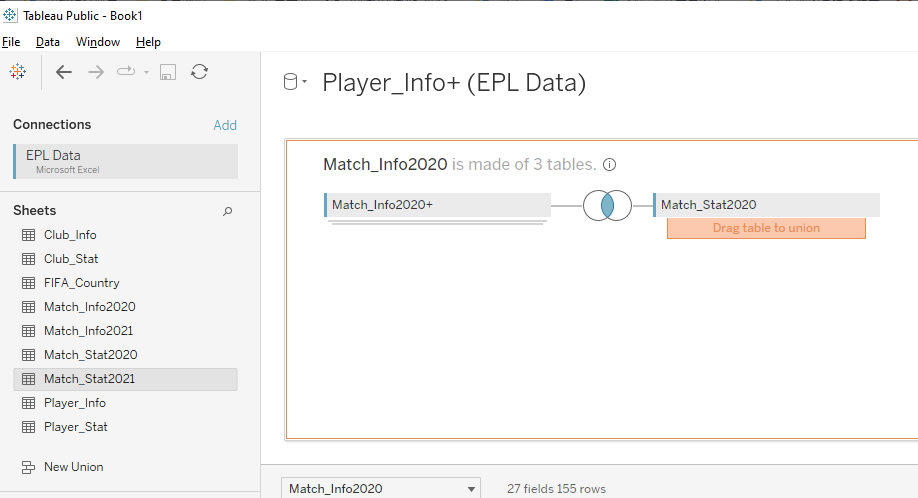 Tableau Public - Book1
File Data Window Help
Player_Info+ (EPL Data)
Connections Add
EPL Data
Microsoft Excel
Match_Info2020 is made of 3 tables.
Match_Info2020+ Match_Stat2020
Drag table to union
Sheets
Club_Info
Club_Stat
FIFA_Country
Match_Info2020
Match_Info2021
Match_Stat2020
Match_Stat2021
Player_Info
Player_Stat
New Union
Match_Info2020 27 fields 155 rows